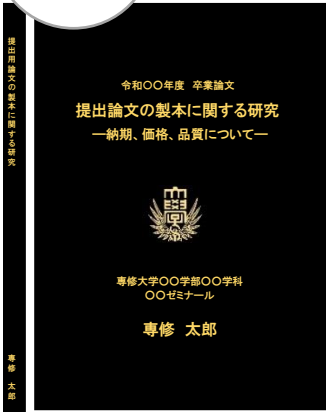 提出用論文の製本に関する研究
専修 太郎
令和〇〇年度 卒業論文
提出論文の製本に関する研究
―納期、価格、品質について―
専修大学〇〇学部〇〇学科
〇〇ゼミナール
専修 太郎